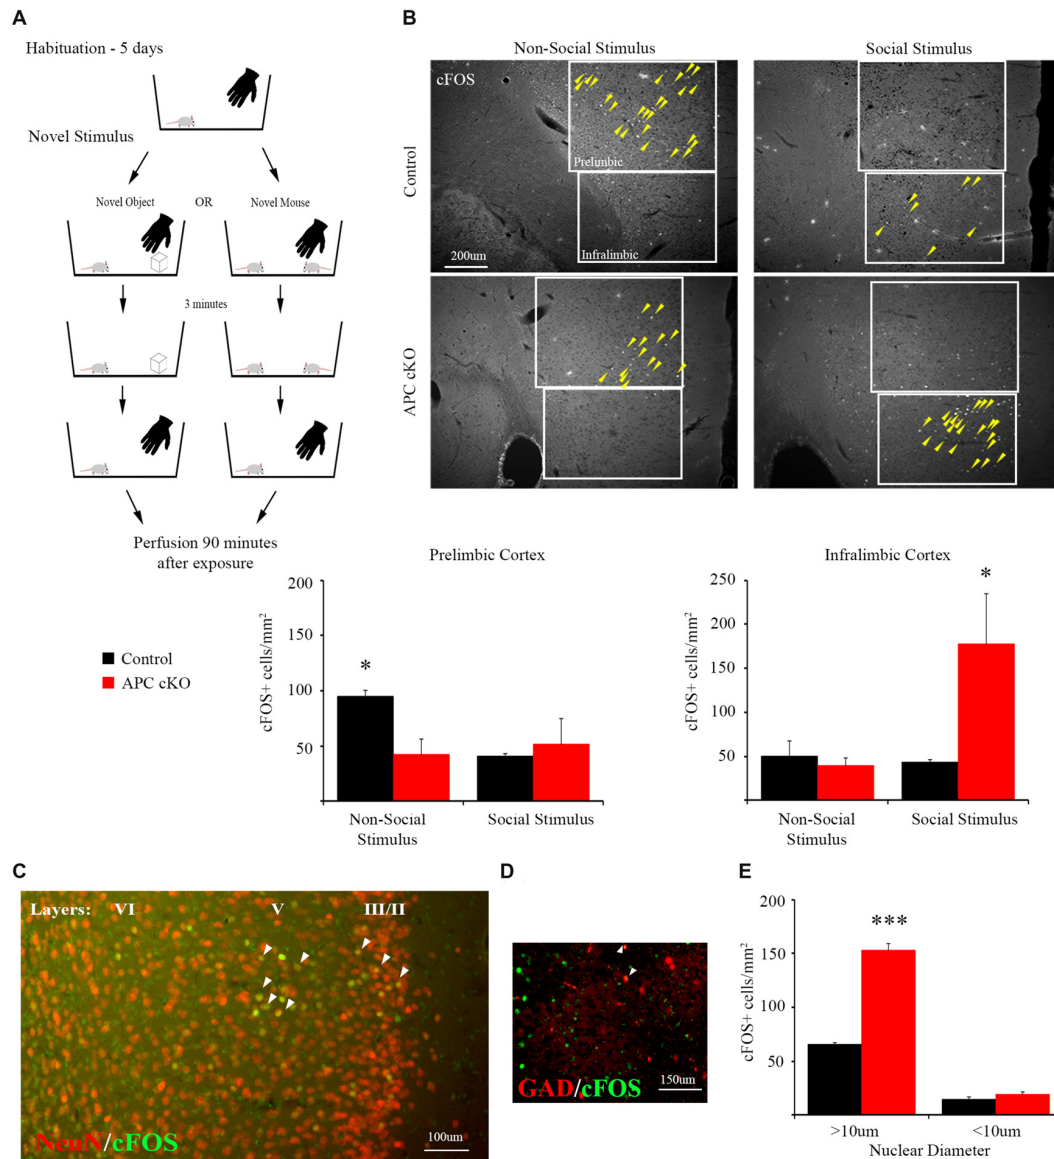 A
Habituation - 5 days
Novel Stimulus
Novel Object OR Novel Mouse
3 minutes
Perfusion 90 minutes
after exposure
B
Non-Social Stimulus
Social Stimulus
Control
APC cKO
cFOS
Prelimbic
Infralimbic
200um
Control
APC cKO
Prelimbic Cortex
cFOS+ cells/mm²
200
150
100
50
*
Non-Social
Stimulus
Social Stimulus
Infralimbic Cortex
cFOS+ cells/mm²
250
200
150
100
50
0
*
Non-Social
Stimulus
Social Stimulus
C
Layers: VI V III/II
NeuN/cFOS
100um
D
GAD/cFOS
150um
E
cFOS+ cells/mm²
200
150
100
50
***
>10um
<10um
Nuclear Diameter